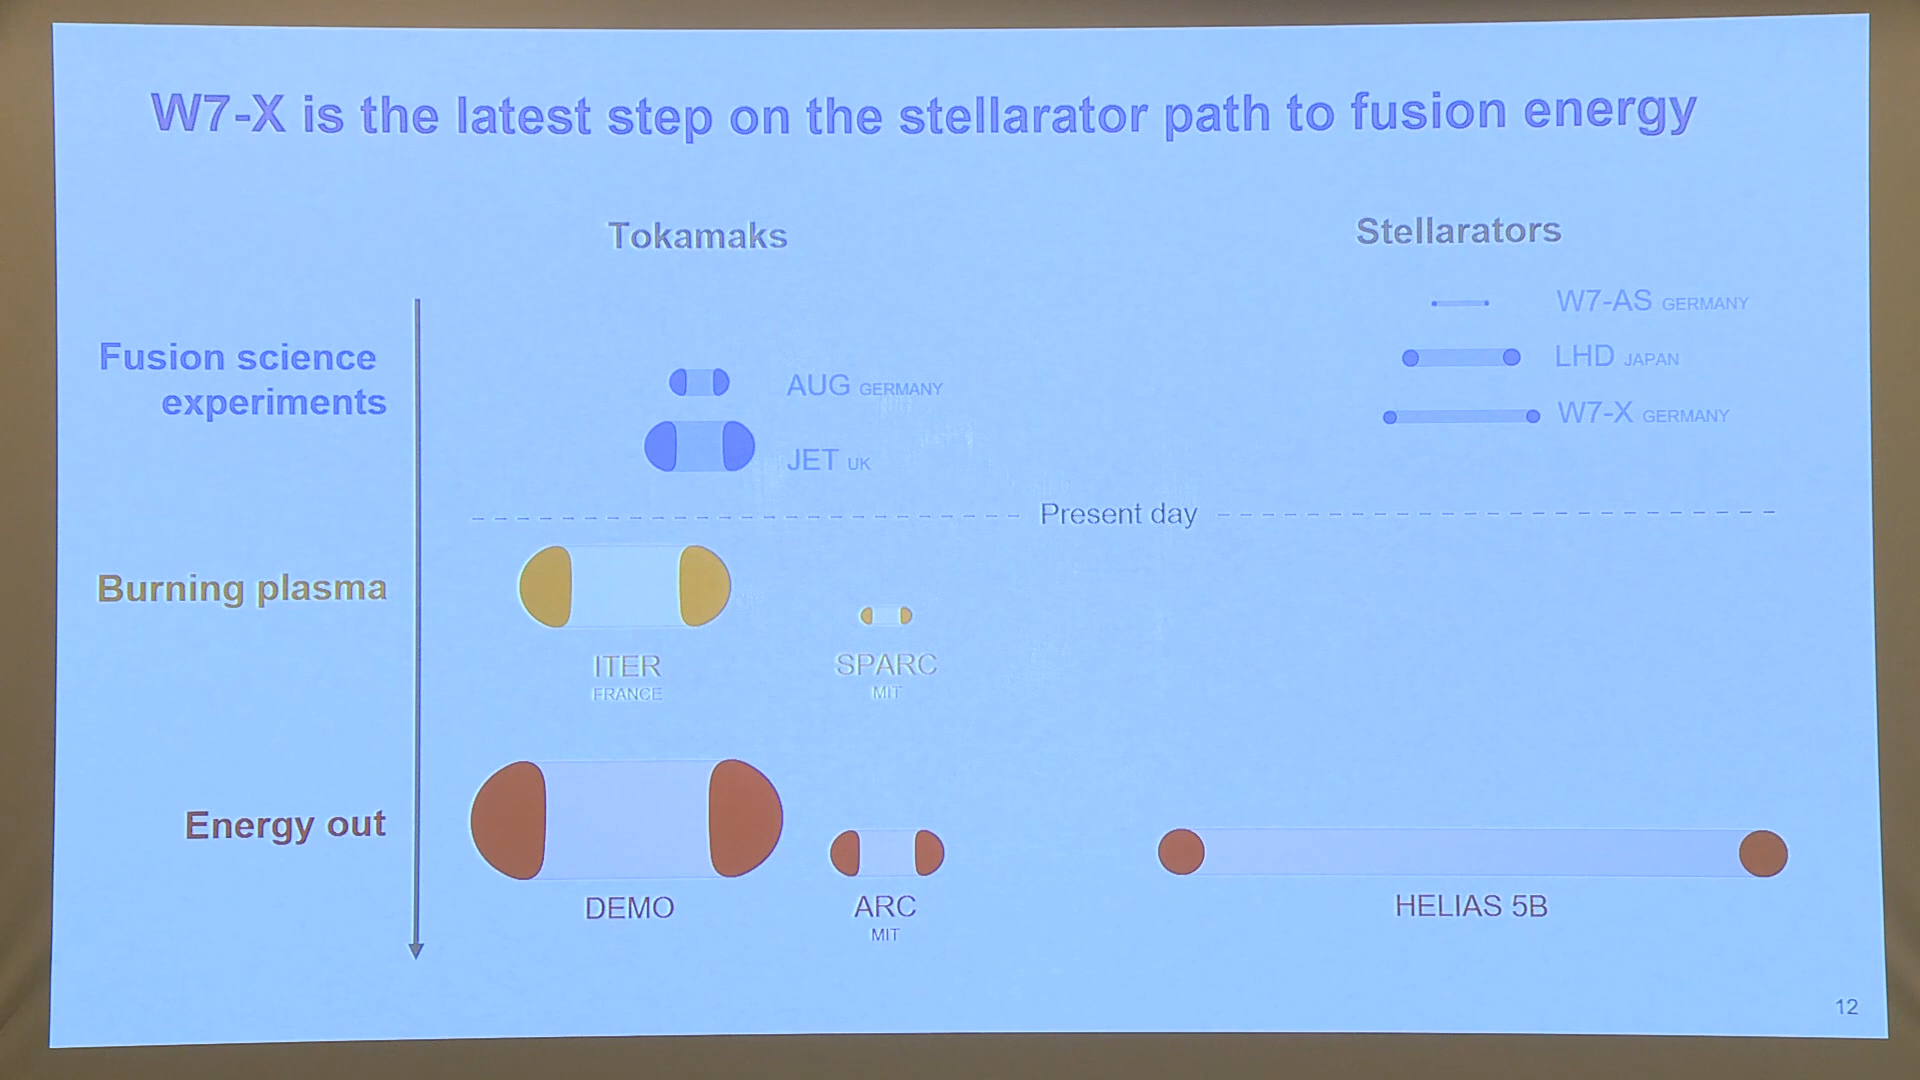 W7-X is the latest step on the stellarator path to fusion energy
Tokamaks
Stellarators
W7-AS GERMANY
LHD JAPAN
W7-X GERMANY
Fusion science
experiments
AUG GERMANY
JET UK
Present day
Burning plasma
ITER
FRANCE
SPARC
MIT
Energy out
DEMO
ARC
MIT
HELIAS 5B
12